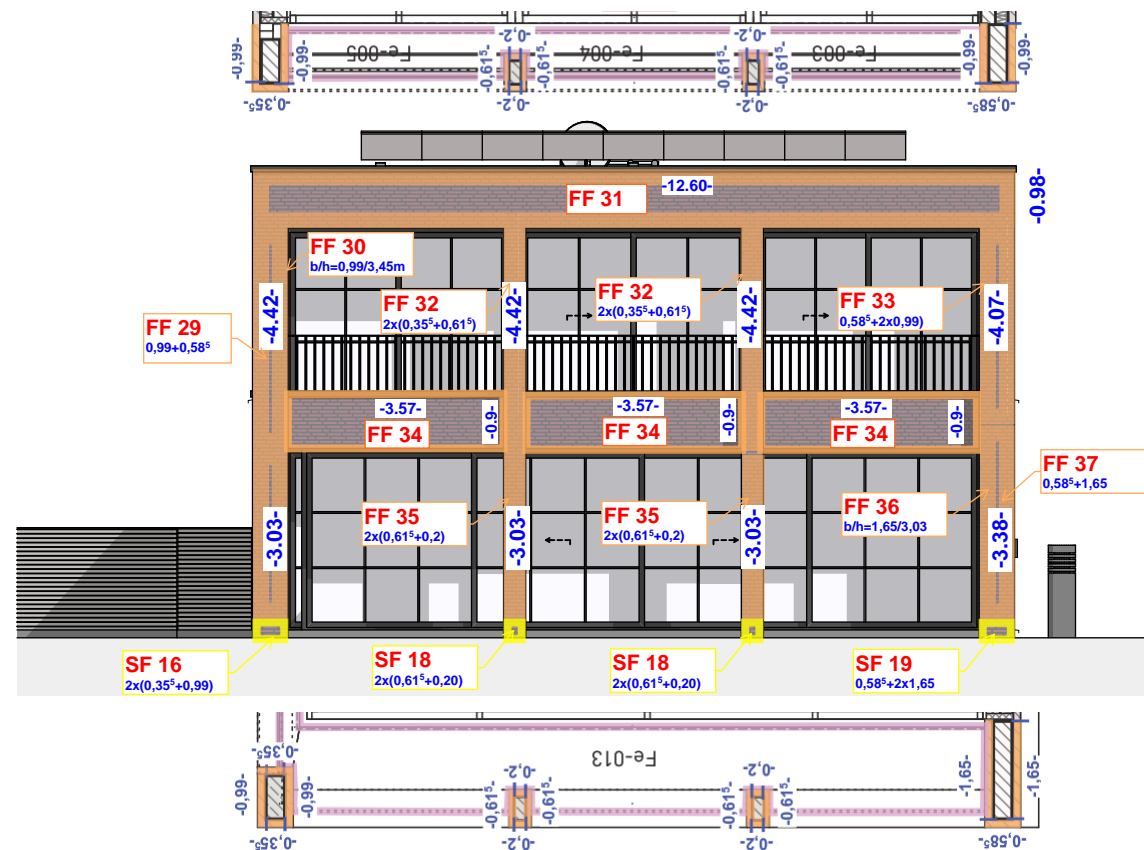 -0,2-
-0,2-
-0,99-
-0,99-
Fe-005
-0,61⁵-
-0,61⁵-
Fe-004
-0,61⁵-
-0,61⁵-
Fe-003
-0,99-
-0,99-
-0,35⁵-
-0,2-
-0,2-
-0,58⁵-
-12.60-
FF 31
-0.98-
FF 30
b/h=0,99/3,45m
FF 32
2x(0,35⁵+0,61⁵)
FF 32
2x(0,35⁵+0,61⁵)
FF 33
0,58⁵+2x0,99)
-4.42-
-4.42-
-4.42-
-4.07-
FF 29
0,99+0,58⁵
-3.57-
-0.9-
FF 34
-3.57-
-0.9-
FF 34
-3.57-
-0.9-
FF 34
FF 37
0,58⁵+1,65
FF 35
2x(0,61⁵+0,2)
FF 35
2x(0,61⁵+0,2)
FF 36
b/h=1,65/3,03
-3.03-
-3.03-
-3.03-
-3.38-
SF 16
2x(0,35⁵+0,99)
SF 18
2x(0,61⁵+0,20)
SF 18
2x(0,61⁵+0,20)
SF 19
0,58⁵+2x1,65
-0,35⁵-
Fe-013
-0,2-
-0,2-
-0,99-
-0,99-
-0,61⁵-
-0,61⁵-
-0,61⁵-
-0,61⁵-
-1,65-
-1,65-
-0,35⁵-
-0,2-
-0,2-
-0,58⁵-